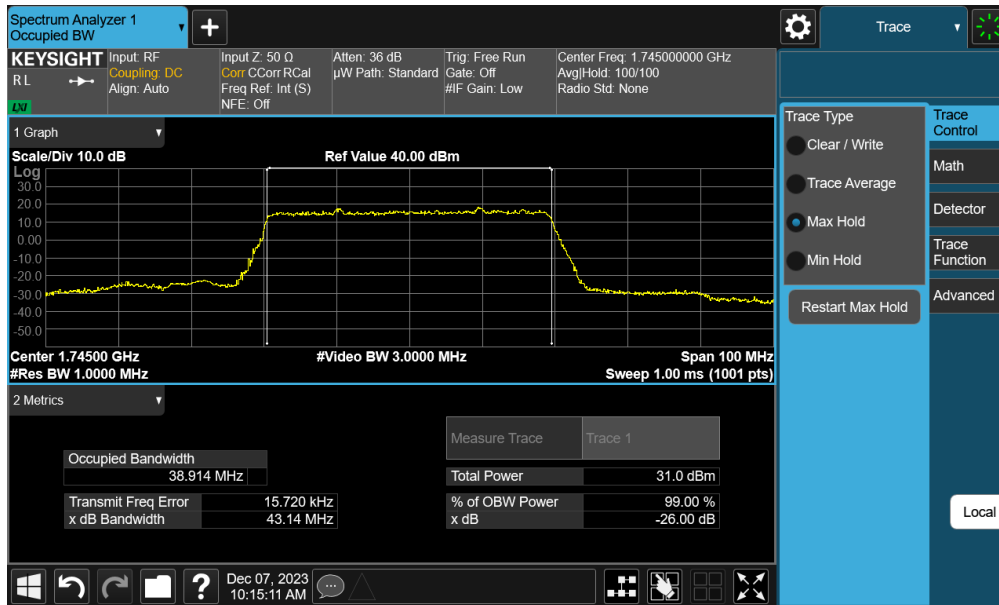 Spectrum Analyzer 1
Occupied BW
+
Trace
KEYSIGHT
R L
LXI
Input: RF
Coupling: DC
Align: Auto
Input Z: 50 Ω
Corr CCorr RCal
Freq Ref: Int (S)
NFE: Off
Atten: 36 dB
µW Path: Standard
Trig: Free Run
Gate: Off
#IF Gain: Low
Center Freq: 1.745000000 GHz
Avg|Hold: 100/100
Radio Std: None
1 Graph
Scale/Div 10.0 dB
Ref Value 40.00 dBm
Log
30.0
20.0
10.0
0.00
-10.0
-20.0
-30.0
-40.0
-50.0
Center 1.74500 GHz
#Video BW 3.0000 MHz
Span 100 MHz
#Res BW 1.0000 MHz
Sweep 1.00 ms (1001 pts)
2 Metrics
Measure Trace
Trace 1
Occupied Bandwidth
38.914 MHz
Total Power
31.0 dBm
Transmit Freq Error
15.720 kHz
% of OBW Power
99.00 %
x dB Bandwidth
43.14 MHz
x dB
-26.00 dB
Trace Type
Clear / Write
Trace Average
Max Hold
Min Hold
Restart Max Hold
Trace
Control
Math
Detector
Trace
Function
Advanced
Local
?
Dec 07, 2023
10:15:11 AM